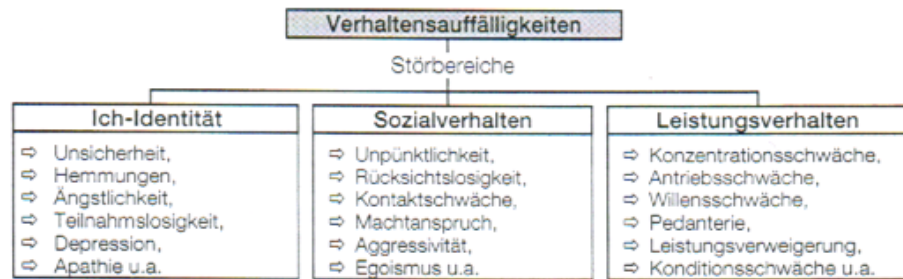 Verhaltensauffälligkeiten
Störbereiche
Ich-Identität
⇨ Unsicherheit,
⇨ Hemmungen,
⇨ Ängstlichkeit,
⇨ Teilnahmslosigkeit,
⇨ Depression,
⇨ Apathie u.a.
Sozialverhalten
⇨ Unpünktlichkeit,
⇨ Rücksichtslosigkeit,
⇨ Kontaktschwäche,
⇨ Machtanspruch,
⇨ Aggressivität,
⇨ Egoismus u.a.
Leistungsverhalten
⇨ Konzentrationsschwäche,
⇨ Antriebsschwäche,
⇨ Willensschwäche,
⇨ Pedanterie,
⇨ Leistungsverweigerung,
⇨ Konditionsschwäche u.a.